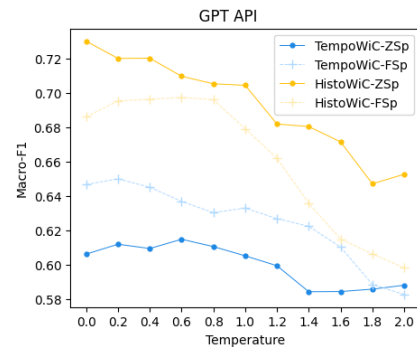 GPT API
TempoWiC-ZSp
TempoWiC-FSp
HistoWiC-ZSp
HistoWiC-FSp
Macro-F1
0.72
0.70
0.68
0.66
0.64
0.62
0.60
0.58
0.0 0.2 0.4 0.6 0.8 1.0 1.2 1.4 1.6 1.8 2.0
Temperature